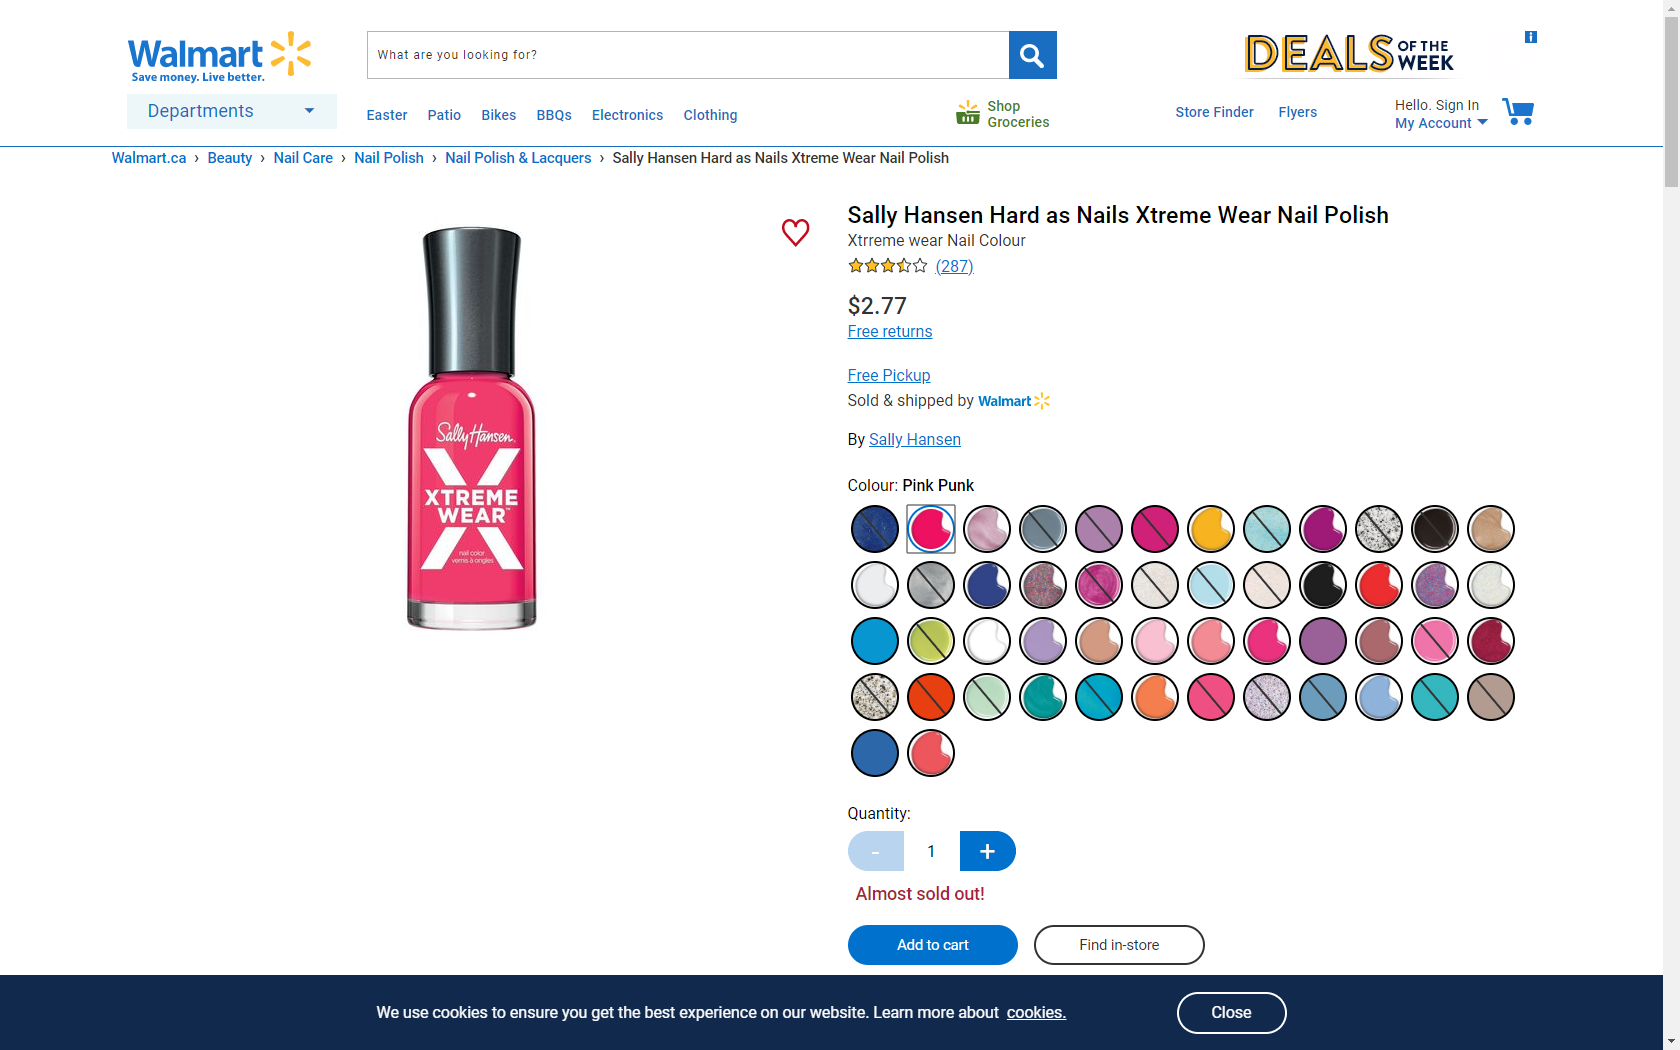 Walmart
Save money. Live better.
What are you looking for?
DEALS OF THE WEEK
Departments
Easter
Patio
Bikes
BBQs
Electronics
Clothing
Shop
Groceries
Store Finder
Flyers
Hello. Sign In
My Account
Walmart.ca › Beauty › Nail Care › Nail Polish › Nail Polish & Lacquers › Sally Hansen Hard as Nails Xtreme Wear Nail Polish
Sally Hansen
X
XTREME
WEAR™
nail color
vernis à ongles
Sally Hansen Hard as Nails Xtreme Wear Nail Polish
Xtrreme wear Nail Colour
(287)
$2.77
Free returns
Free Pickup
Sold & shipped by Walmart
By Sally Hansen
Colour: Pink Punk
Quantity:
- 1 +
Almost sold out!
Add to cart
Find in-store
We use cookies to ensure you get the best experience on our website. Learn more about cookies.
Close